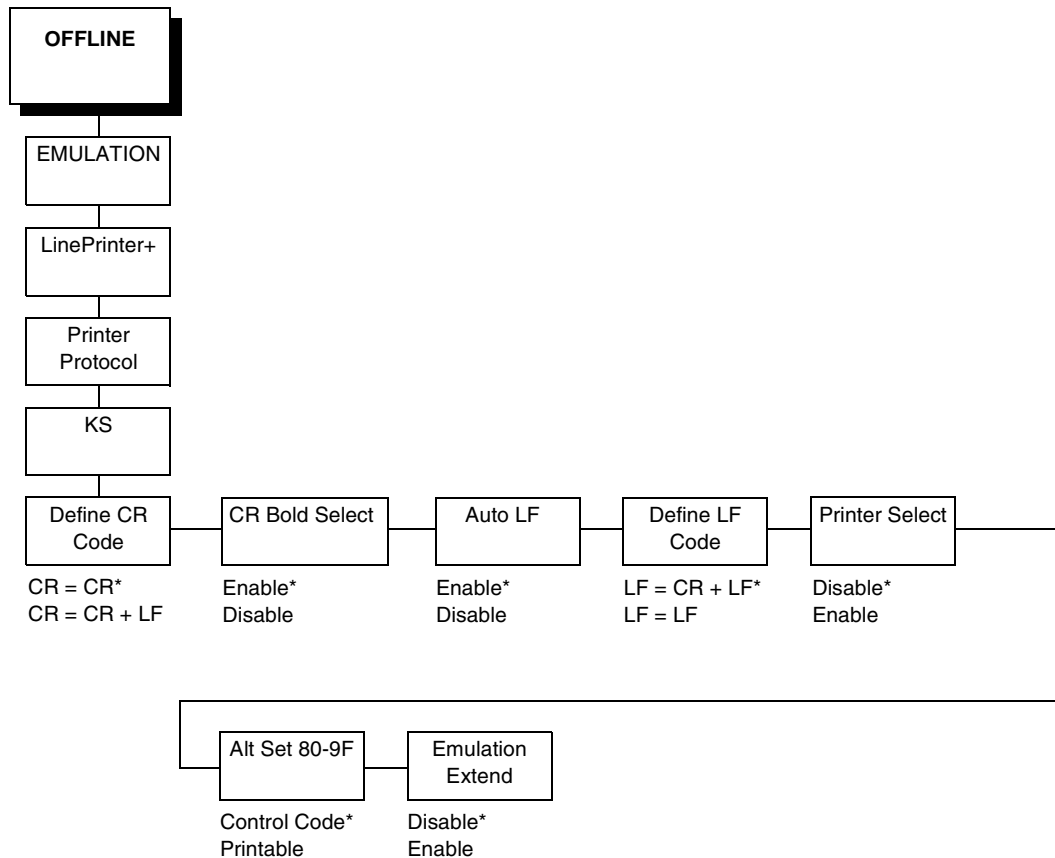 OFFLINE
EMULATION
LinePrinter+
Printer
Protocol
KS
Define CR
Code
CR = CR*
CR = CR + LF
CR Bold Select
Enable*
Disable
Auto LF
Enable*
Disable
Define LF
Code
LF = CR + LF*
LF = LF
Printer Select
Disable*
Enable
Alt Set 80-9F
Control Code*
Printable
Emulation
Extend
Disable*
Enable